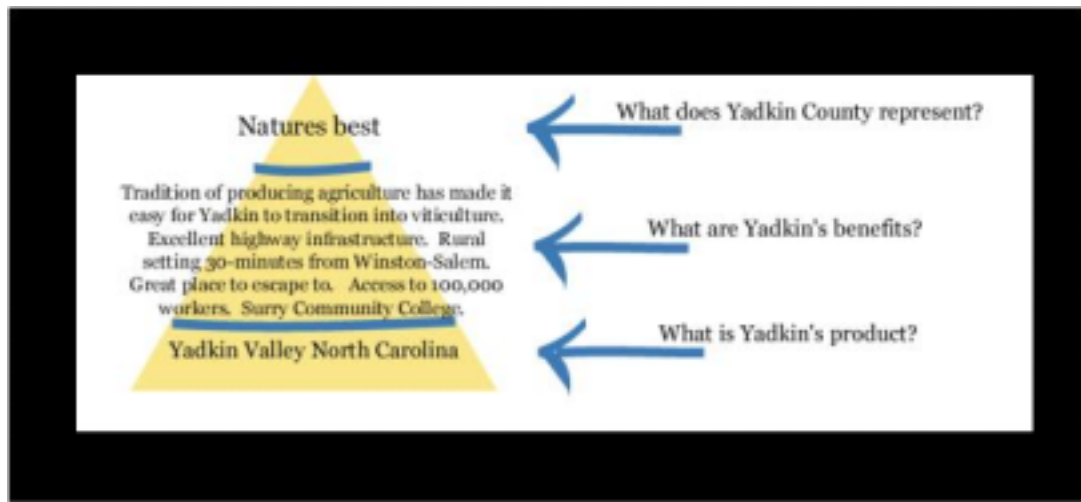 Natures best
What does Yadkin County represent?
Tradition of producing agriculture has made it
easy for Yadkin to transition into viticulture.
Excellent highway infrastructure. Rural
setting 30-minutes from Winston-Salem.
Great place to escape to. Access to 100,000
workers. Surry Community College.
What are Yadkin's benefits?
Yadkin Valley North Carolina
What is Yadkin's product?